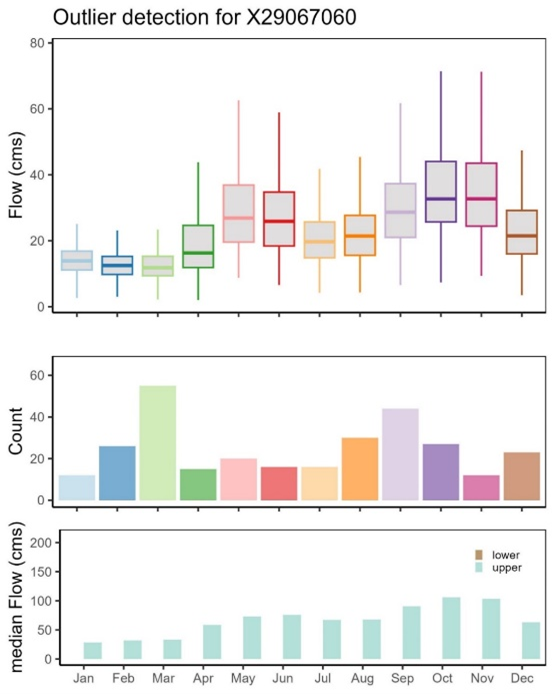 Outlier detection for X29067060
Flow (cms)
80
60
40
20
0
Count
60
40
20
0
median Flow (cms)
200
150
100
50
0
lower
upper
Jan Feb Mar Apr May Jun Jul Aug Sep Oct Nov Dec